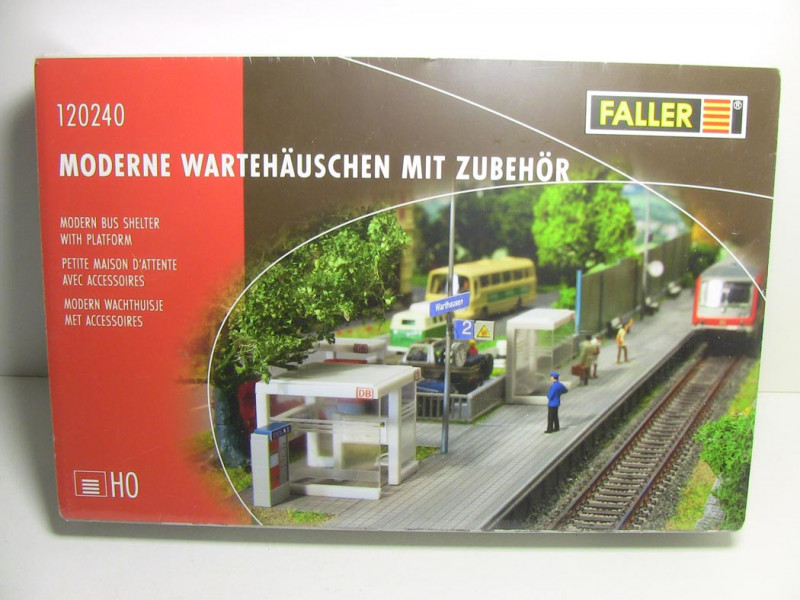 120240
FALLER ®
MODERNE WARTEHÄUSCHEN MIT ZUBEHÖR
MODERN BUS SHELTER
WITH PLATFORM
PETITE MAISON D'ATTENTE
AVEC ACCESSOIRES
MODERN WACHTHUISJE
MET ACCESSOIRES
Warthausen
2
DB
HO